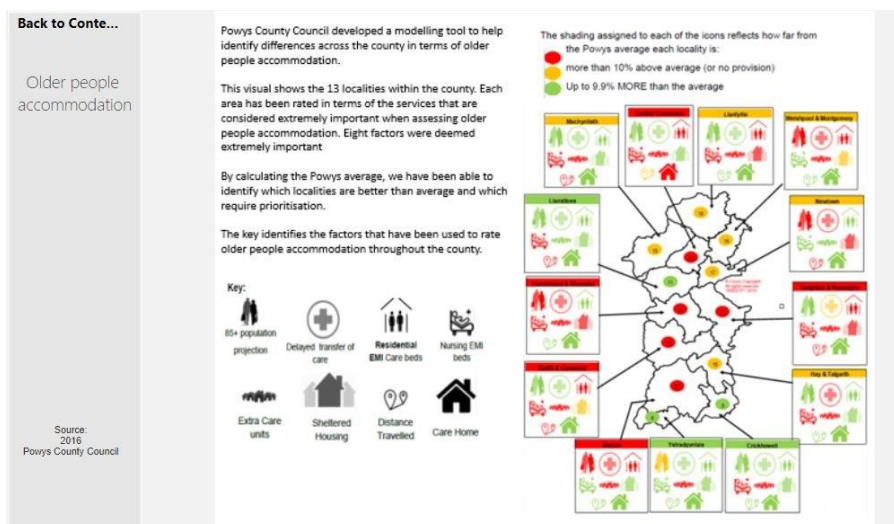 Back to Conte...
Older people
accommodation
Source:
2016
Powys County Council
Powys County Council developed a modelling tool to help
identify differences across the county in terms of older
people accommodation.
This visual shows the 13 localities within the county. Each
area has been rated in terms of the services that are
considered extremely important when assessing older
people accommodation. Eight factors were deemed
extremely important
By calculating the Powys average, we have been able to
identify which localities are better than average and which
require prioritisation.
The key identifies the factors that have been used to rate
older people accommodation throughout the county.
Key:
85+ population
projection
Delayed transfer of
care
Residential
EMI Care beds
Nursing EMI
beds
Extra Care
units
Sheltered
Housing
Distance
Travelled
Care Home
The shading assigned to each of the icons reflects how far from
the Powys average each locality is:
more than 10% above average (or no provision)
Up to 9.9% MORE than the average
Machynlleth
Llanfyllin
Welshpool & Montgomery
Llanidloes
Newtown
Hay & Talgarth
Ystradgynlais
Crickhowell